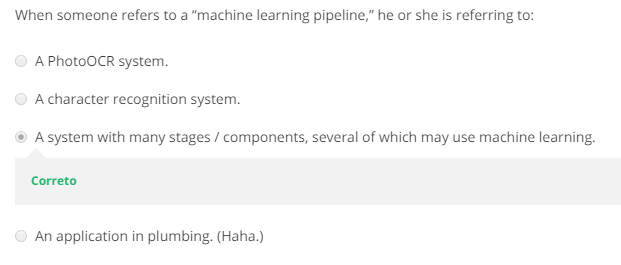 When someone refers to a “machine learning pipeline,” he or she is referring to:
A PhotoOCR system.
A character recognition system.
A system with many stages / components, several of which may use machine learning.
Correto
An application in plumbing. (Haha.)